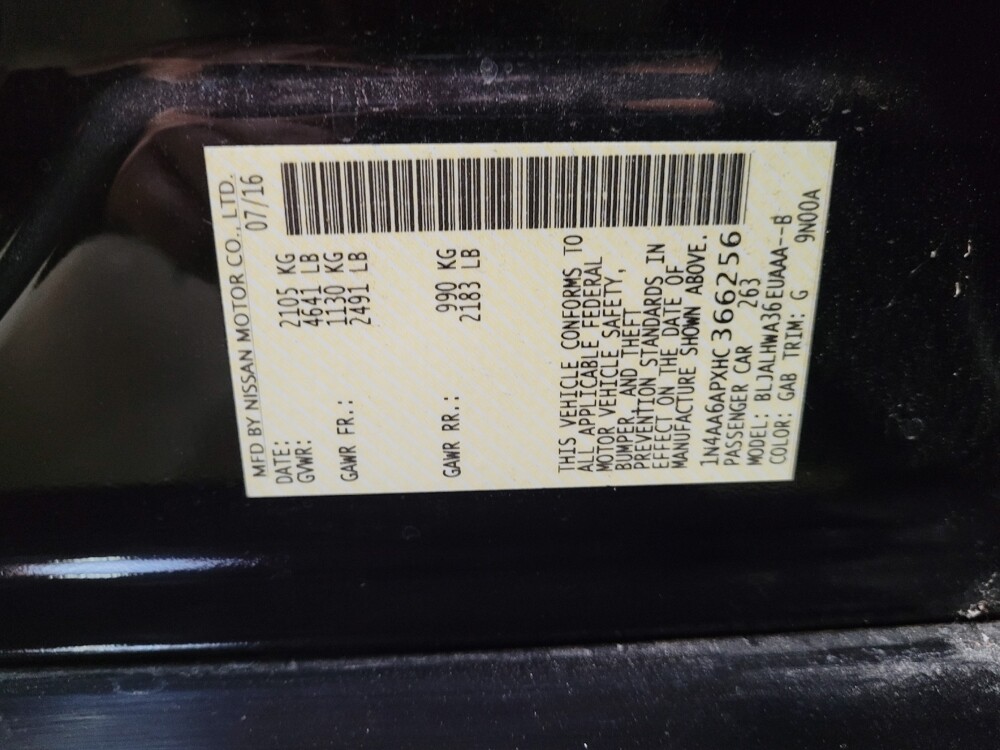 MFD BY NISSAN MOTOR CO., LTD.
DATE: 07/16
GVWR: 2105 KG
4641 LB
GAWR FR.: 1130 KG
2491 LB
GAWR RR.: 990 KG
2183 LB
THIS VEHICLE CONFORMS TO
ALL APPLICABLE FEDERAL
MOTOR VEHICLE SAFETY,
BUMPER, AND THEFT
PREVENTION STANDARDS IN
EFFECT ON THE DATE OF
MANUFACTURE SHOWN ABOVE.
1N4AA6APXHC366256
PASSENGER CAR 263
MODEL: BLJALHWA36EUAAA--B
COLOR: GAB TRIM: G 9N00A